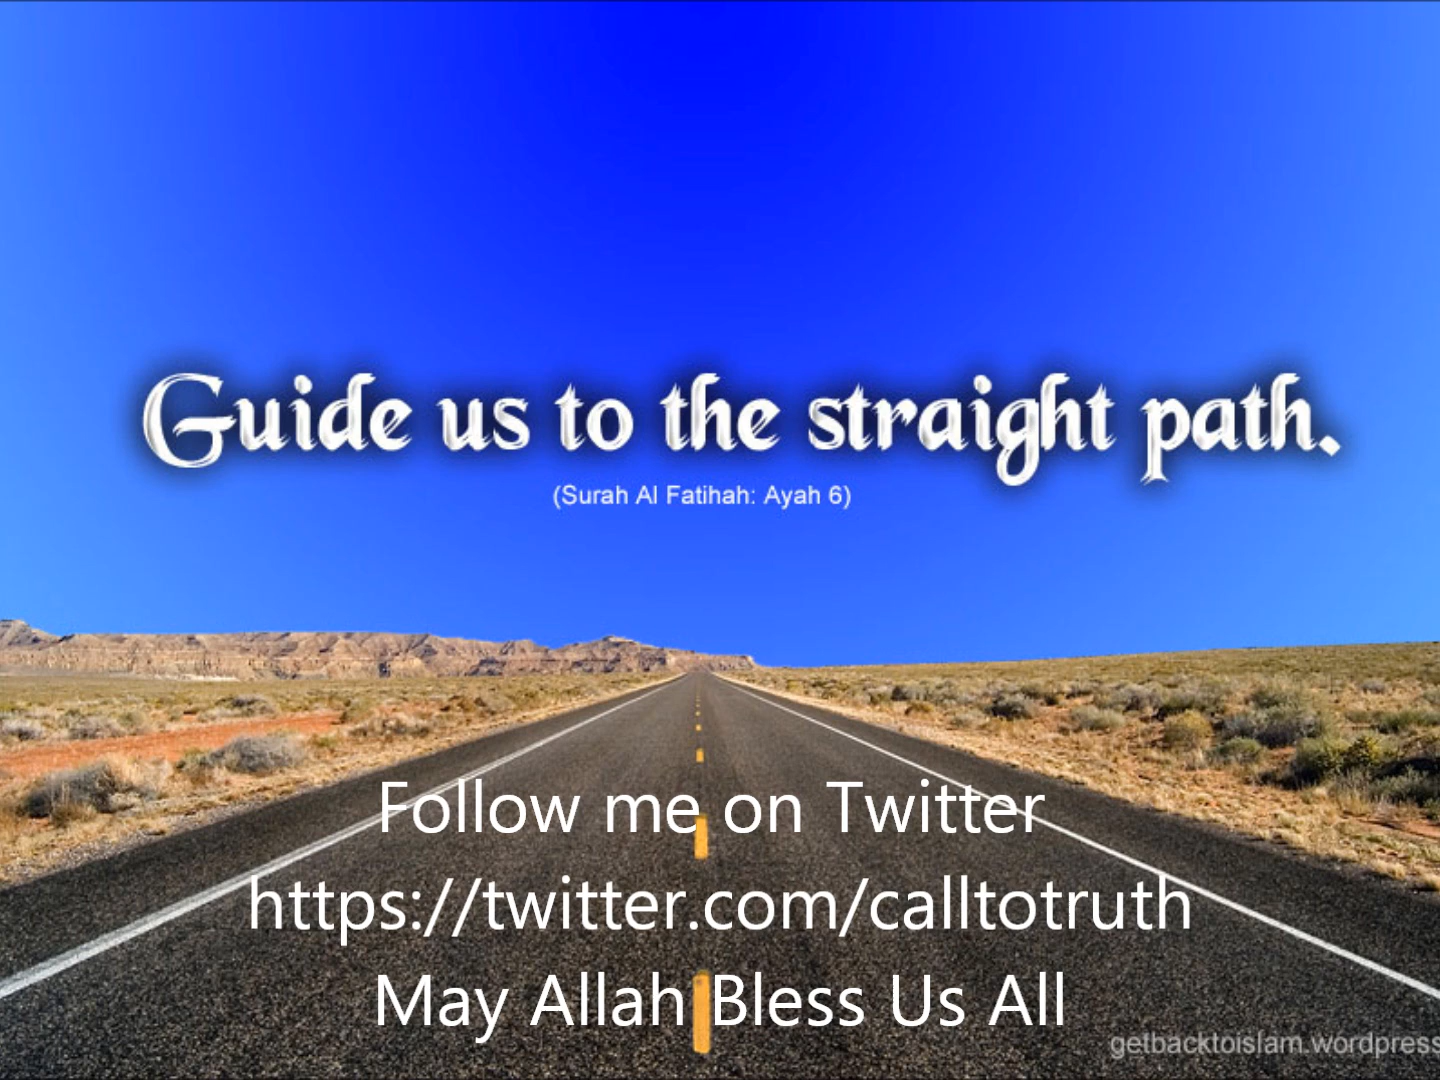 Guide us to the straight path.
(Surah Al Fatihah: Ayah 6)
Follow me on Twitter
https://twitter.com/calltotruth
May Allah Bless Us All
getbacktoislam.wordpress